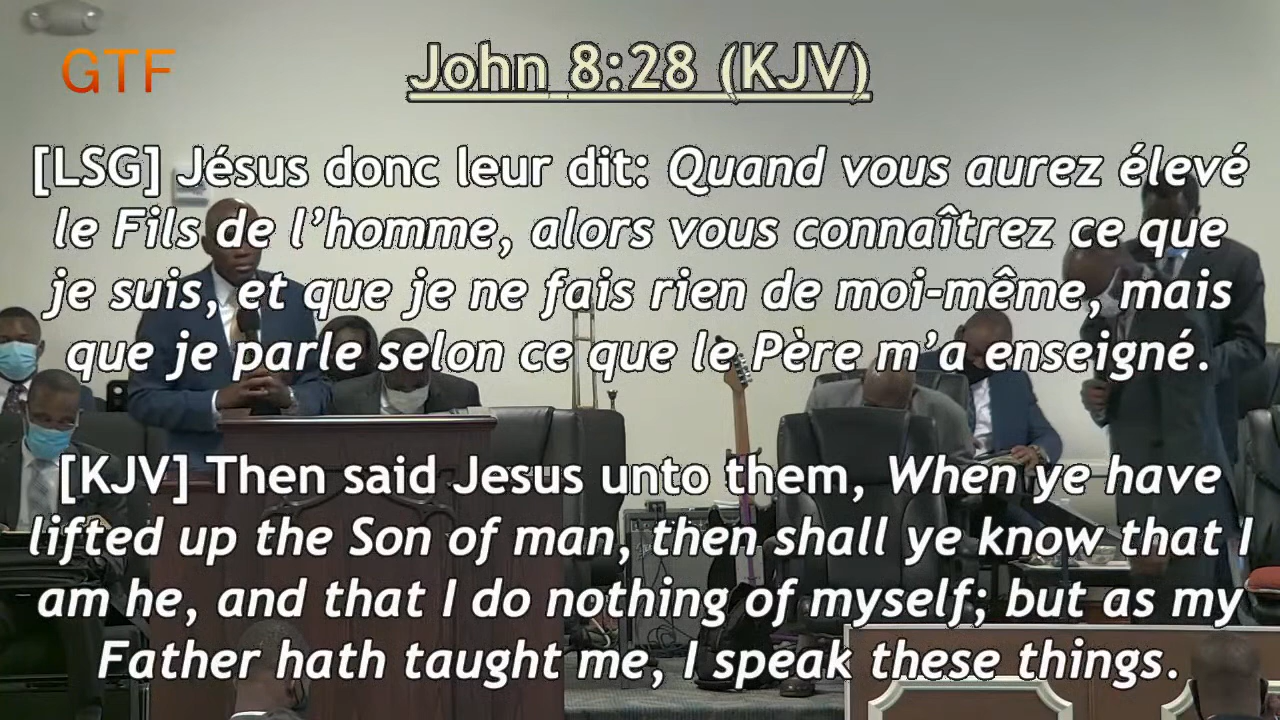 GTF
John 8:28 (KJV)
[LSG] Jésus donc leur dit: Quand vous aurez élevé
le Fils de l’homme, alors vous connaîtrez ce que
je suis, et que je ne fais rien de moi-même, mais
que je parle selon ce que le Père m’a enseigné.
[KJV] Then said Jesus unto them, When ye have
lifted up the Son of man, then shall ye know that I
am he, and that I do nothing of myself; but as my
Father hath taught me, I speak these things.